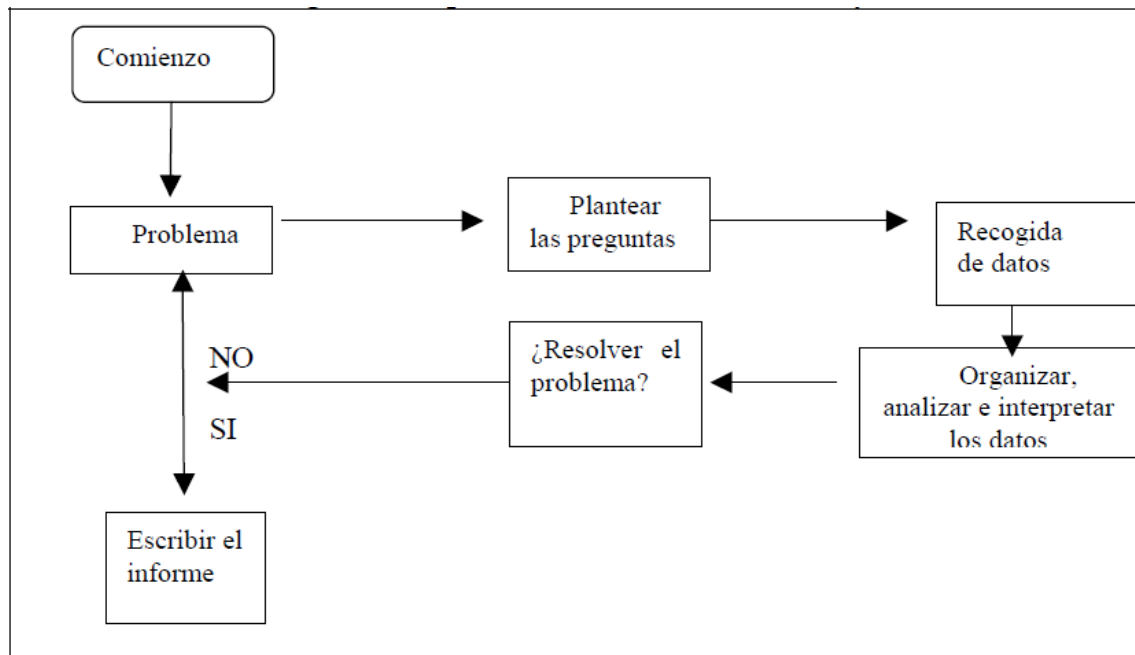 Comienzo
Problema
Plantear
las preguntas
Recogida
de datos
Organizar,
analizar e interpretar
los datos
¿Resolver el
problema?
NO
SI
Escribir el
informe